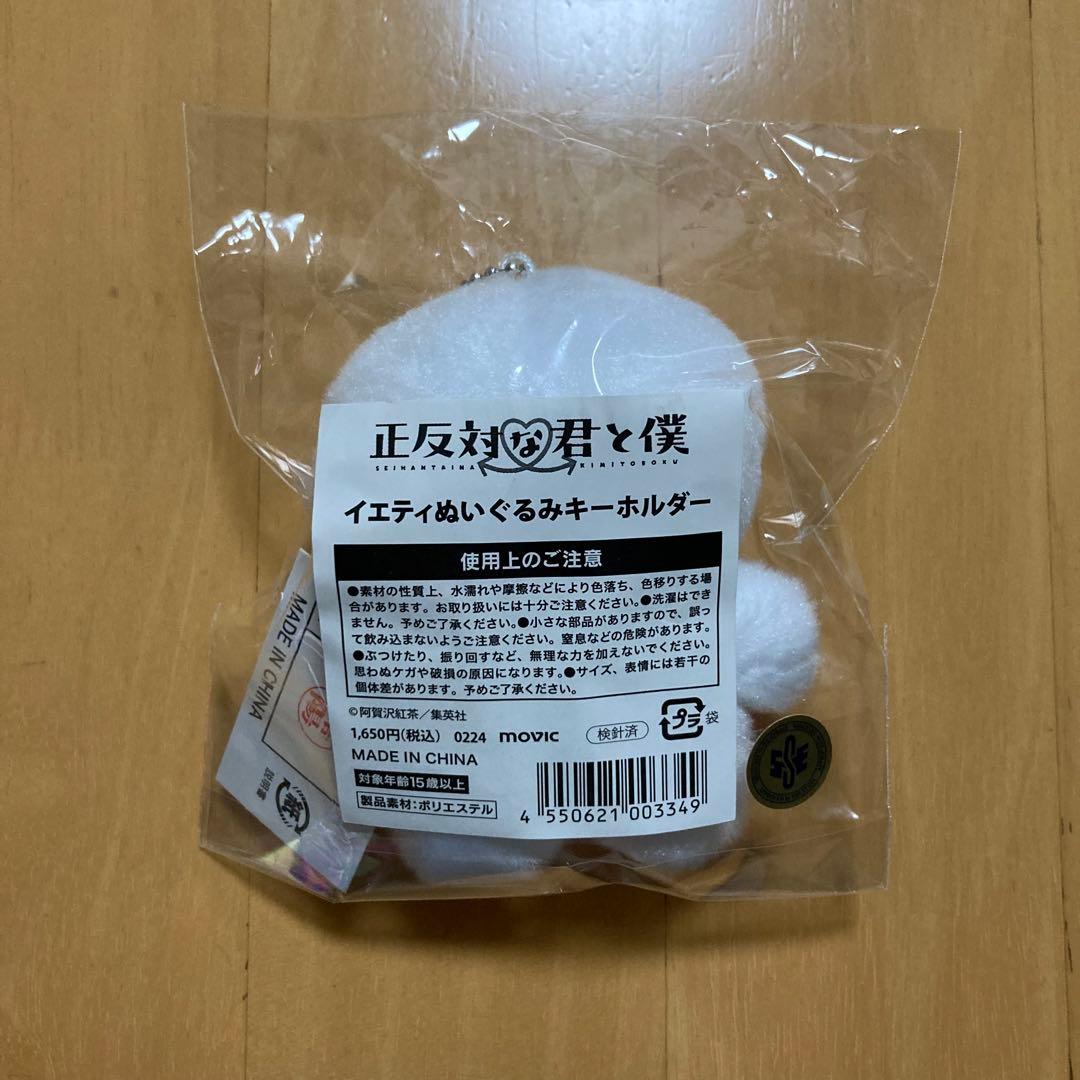 正反対な君と僕
SEIHANTAINA KIMITOBOKU
イエティぬいぐるみキーホルダー
使用上のご注意
●素材の性質上、水濡れや摩擦などにより色落ち、色移りする場
合があります。お取り扱いには十分ご注意ください。●洗濯はでき
ません。予めご了承ください。●小さな部品がありますので、誤っ
て飲み込まないようご注意ください。窒息などの危険があります。
●ぶつけたり、振り回すなど、無理な力を加えないでください。
思わぬケガや破損の原因になります。●サイズ、表情には若干の
個体差があります。予めご了承ください。
©阿賀沢紅茶／集英社
1,650円(税込) 0224 movic 検針済 プラ 袋
MADE IN CHINA
対象年齢15歳以上
製品素材:ポリエステル
4 550621 003349
MADE IN CHINA
紙
説明書